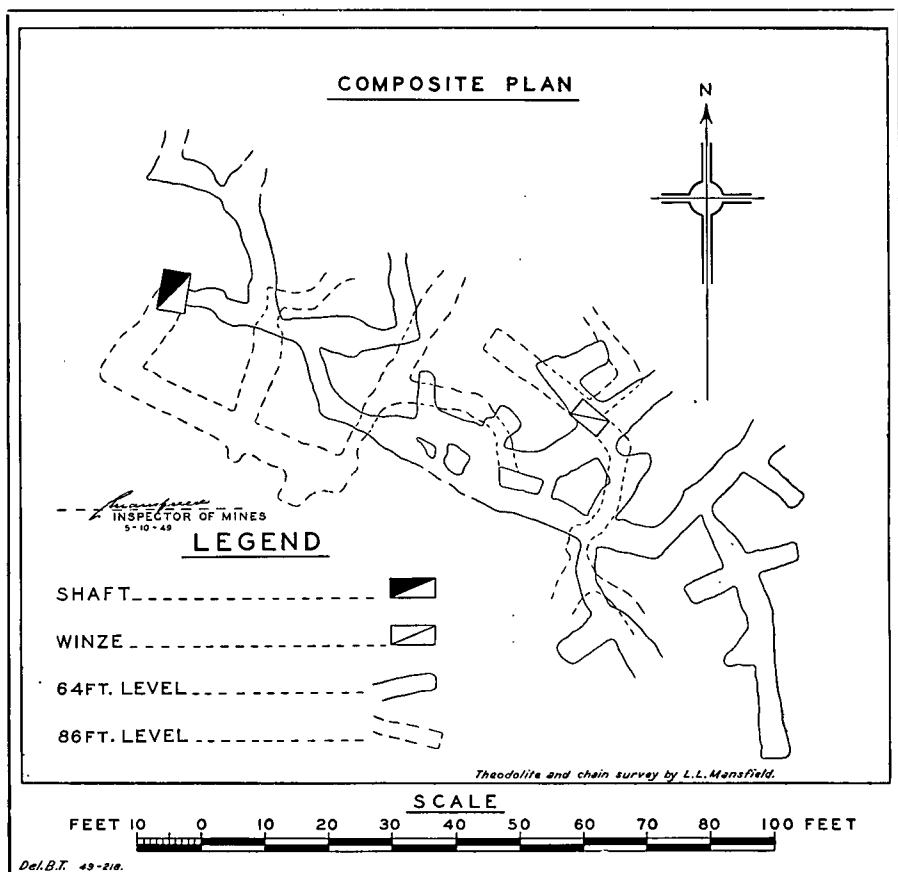 COMPOSITE PLAN
N
Mansfield
INSPECTOR OF MINES
5-10-49
LEGEND
SHAFT
WINZE
64FT. LEVEL
86FT. LEVEL
Theodolite and chain survey by L.L. Mansfield.
SCALE
FEET 10 0 10 20 30 40 50 60 70 80 90 100 FEET
Del. B.T. 49-218.